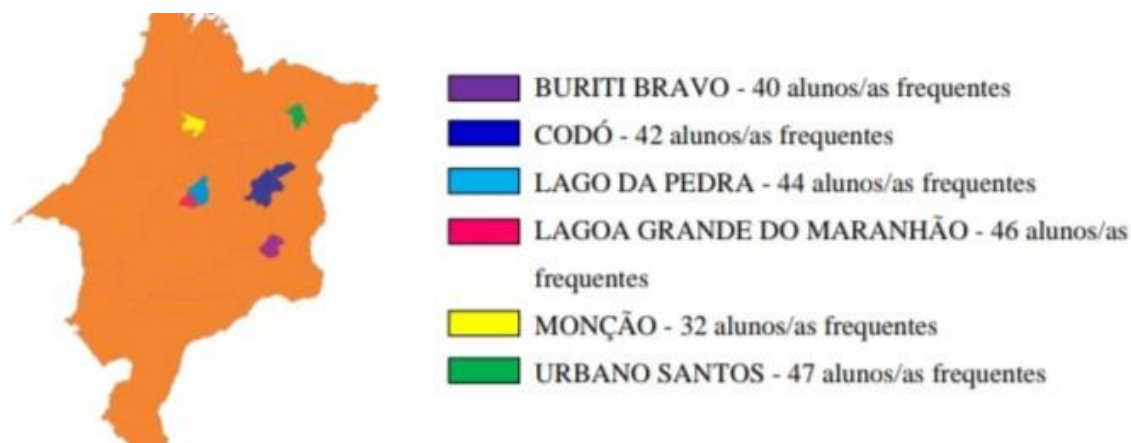 BURITI BRAVO - 40 alunos/as frequentes
CODÓ - 42 alunos/as frequentes
LAGO DA PEDRA - 44 alunos/as frequentes
LAGOA GRANDE DO MARANHÃO - 46 alunos/as
frequentes
MONÇÃO - 32 alunos/as frequentes
URBANO SANTOS - 47 alunos/as frequentes